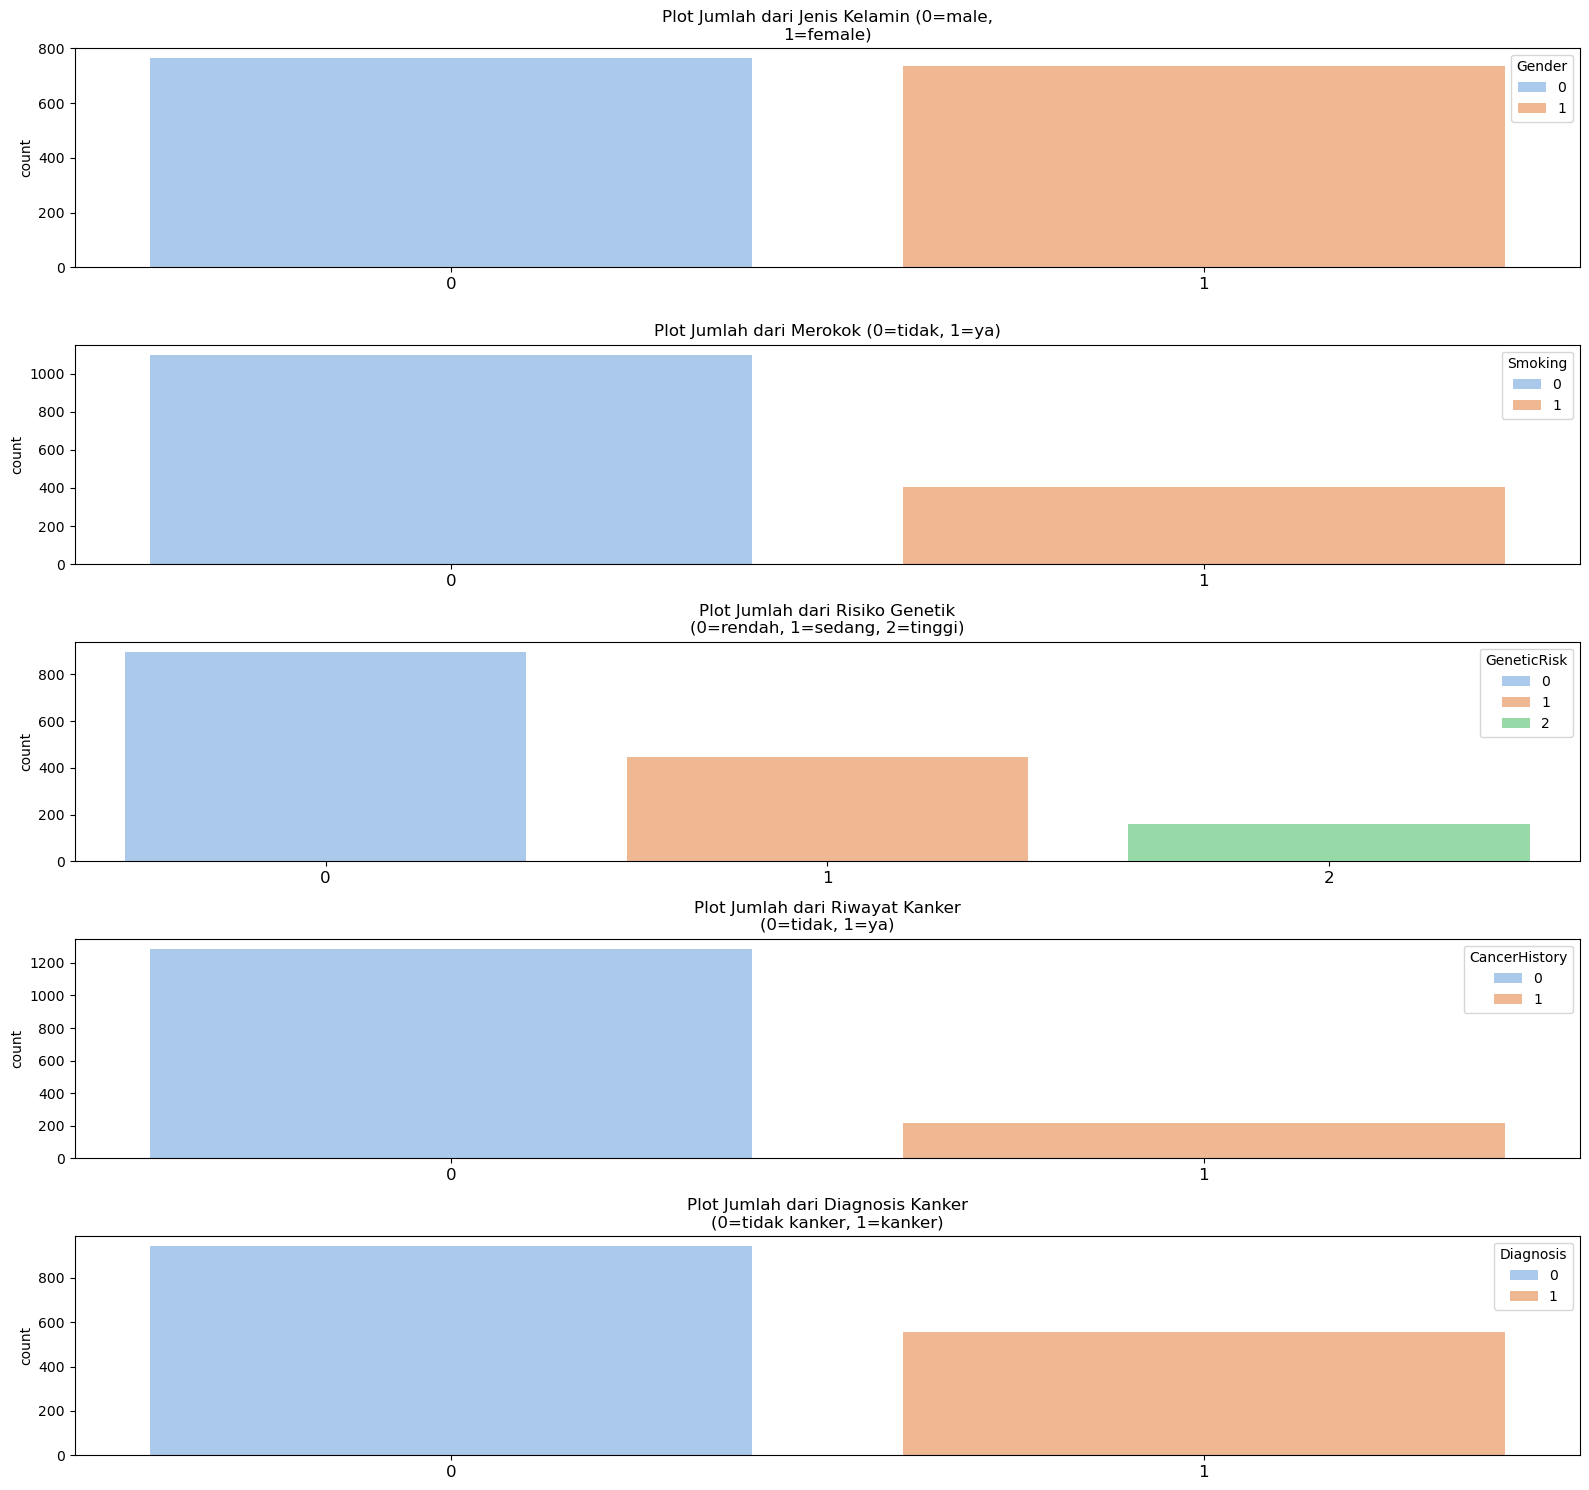 Plot Jumlah dari Jenis Kelamin (0=male,
1=female)
800
600
400
200
0
count
Gender
0
1
0
1
Plot Jumlah dari Merokok (0=tidak, 1=ya)
1000
800
600
400
200
0
count
Smoking
0
1
0
1
Plot Jumlah dari Risiko Genetik
(0=rendah, 1=sedang, 2=tinggi)
800
600
400
200
0
count
GeneticRisk
0
1
2
0
1
2
Plot Jumlah dari Riwayat Kanker
(0=tidak, 1=ya)
1200
1000
800
600
400
200
0
count
CancerHistory
0
1
0
1
Plot Jumlah dari Diagnosis Kanker
(0=tidak kanker, 1=kanker)
800
600
400
200
0
count
Diagnosis
0
1
0
1